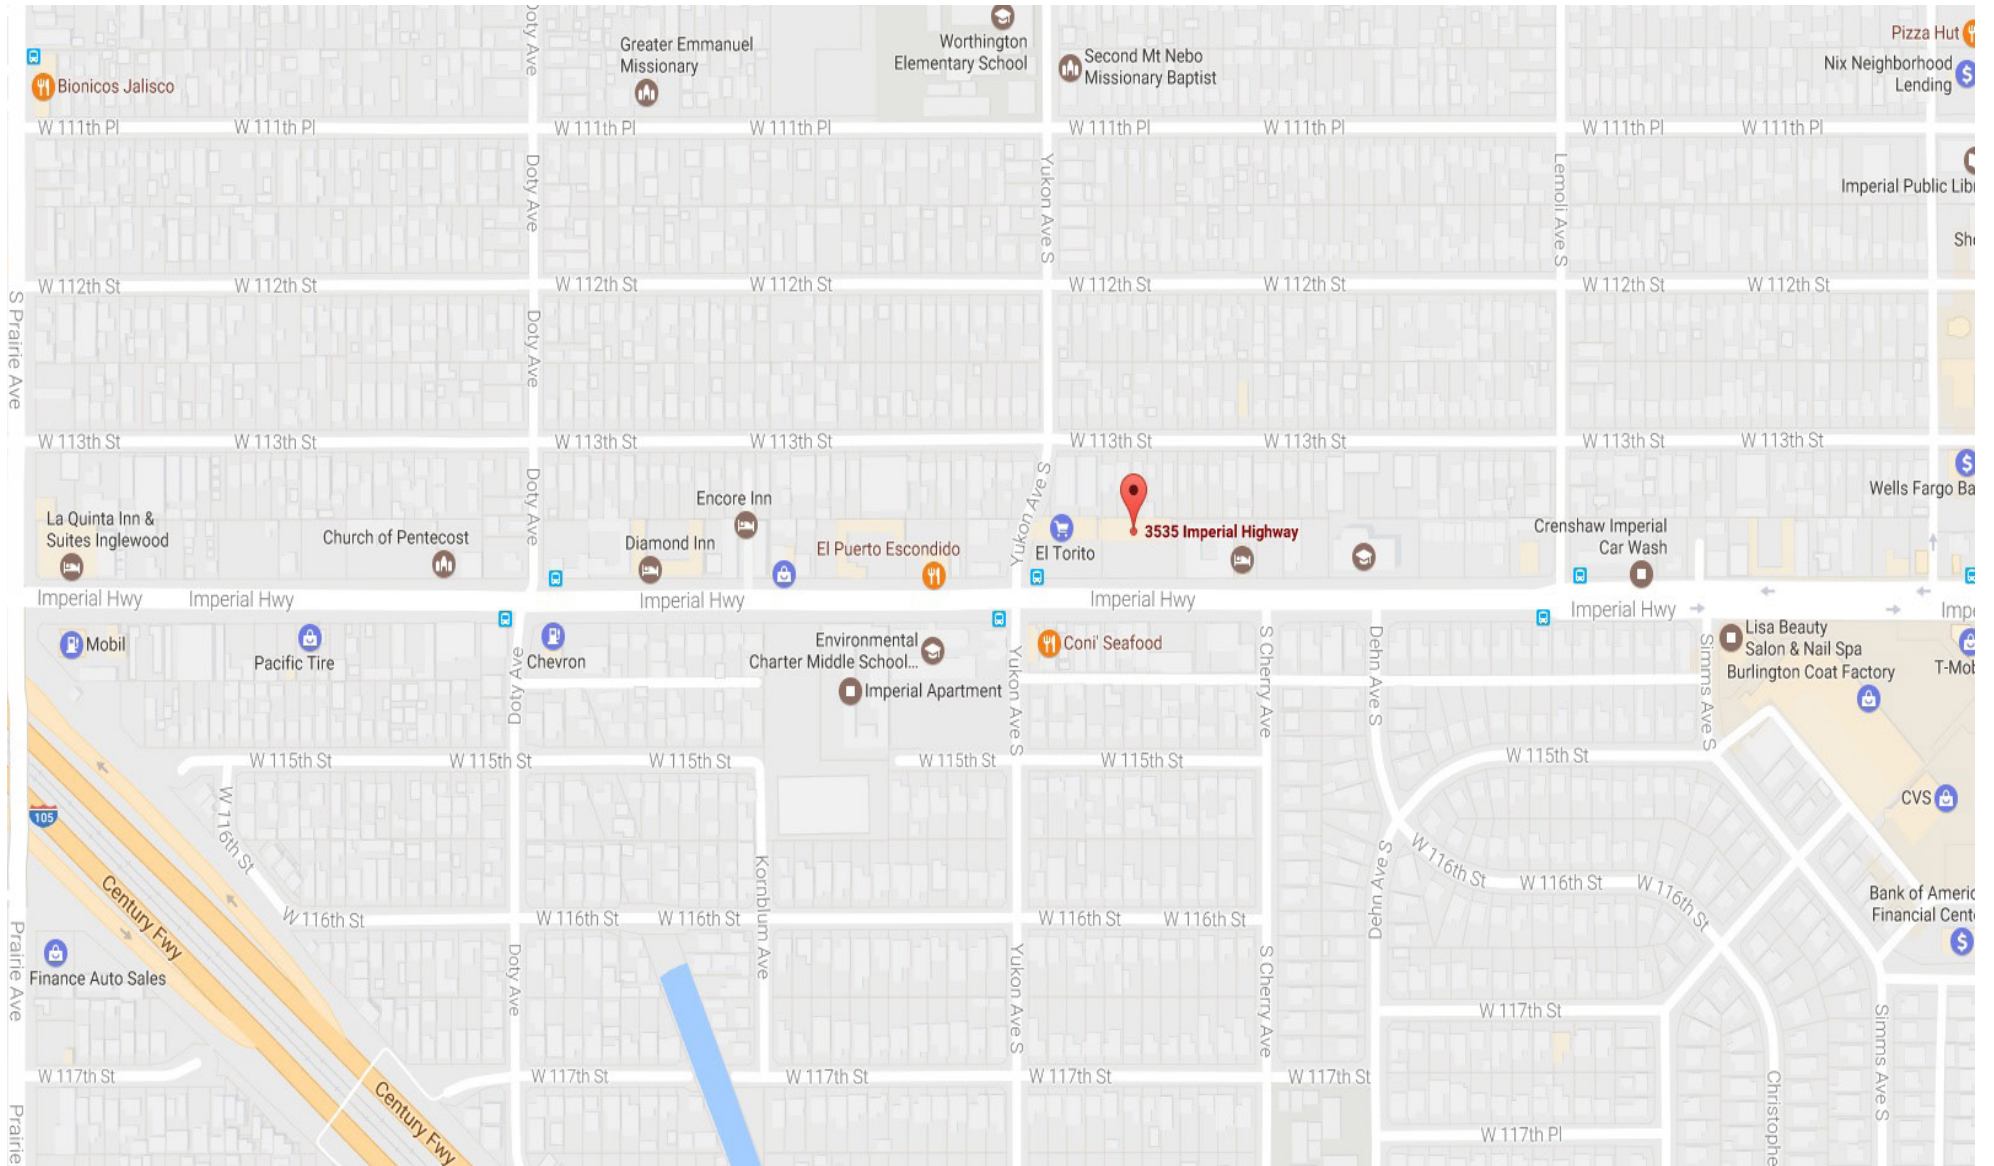 Doty Ave
Greater Emmanuel
Missionary
Worthington
Elementary School
Second Mt Nebo
Missionary Baptist
Pizza Hut
Nix Neighborhood
Lending
Bionicos Jalisco
W 111th Pl
W 111th Pl
W 111th Pl
W 111th Pl
W 111th Pl
W 111th Pl
W 111th Pl
W 111th Pl
Doty Ave
Yukon Ave S
Lemoli Ave S
Imperial Public Lib
Sh
W 112th St
W 112th St
W 112th St
W 112th St
W 112th St
W 112th St
W 112th St
W 112th St
S Prairie Ave
Doty Ave
W 113th St
W 113th St
W 113th St
W 113th St
W 113th St
W 113th St
W 113th St
W 113th St
Doty Ave
Yukon Ave S
Wells Fargo Ba
La Quinta Inn &
Suites Inglewood
Church of Pentecost
Encore Inn
Diamond Inn
El Puerto Escondido
El Torito
3535 Imperial Highway
Crenshaw Imperial
Car Wash
Imperial Hwy
Imperial Hwy
Imperial Hwy
Imperial Hwy
Imperial Hwy
Impe
Mobil
Pacific Tire
Doty Ave
Chevron
Environmental
Charter Middle School...
Imperial Apartment
Yukon Ave S
Coni' Seafood
S Cherry Ave
Dehn Ave S
Simms Ave S
Lisa Beauty
Salon & Nail Spa
Burlington Coat Factory
T-Mob
W 115th St
W 115th St
W 115th St
W 115th St
W 115th St
W 115th St
105
W 116th St
CVS
Century Fwy
W 116th St
W 116th St
W 116th St
Kornblum Ave
W 116th St
W 116th St
Dehn Ave S
W 116th St
W 116th St
W 116th St
Bank of Americ
Financial Cent
Prairie Ave
Finance Auto Sales
Doty Ave
Yukon Ave S
S Cherry Ave
W 117th St
Simms Ave S
W 117th St
W 117th St
W 117th St
W 117th St
W 117th St
Century Fwy
Prairie
W 117th Pl
Christophe